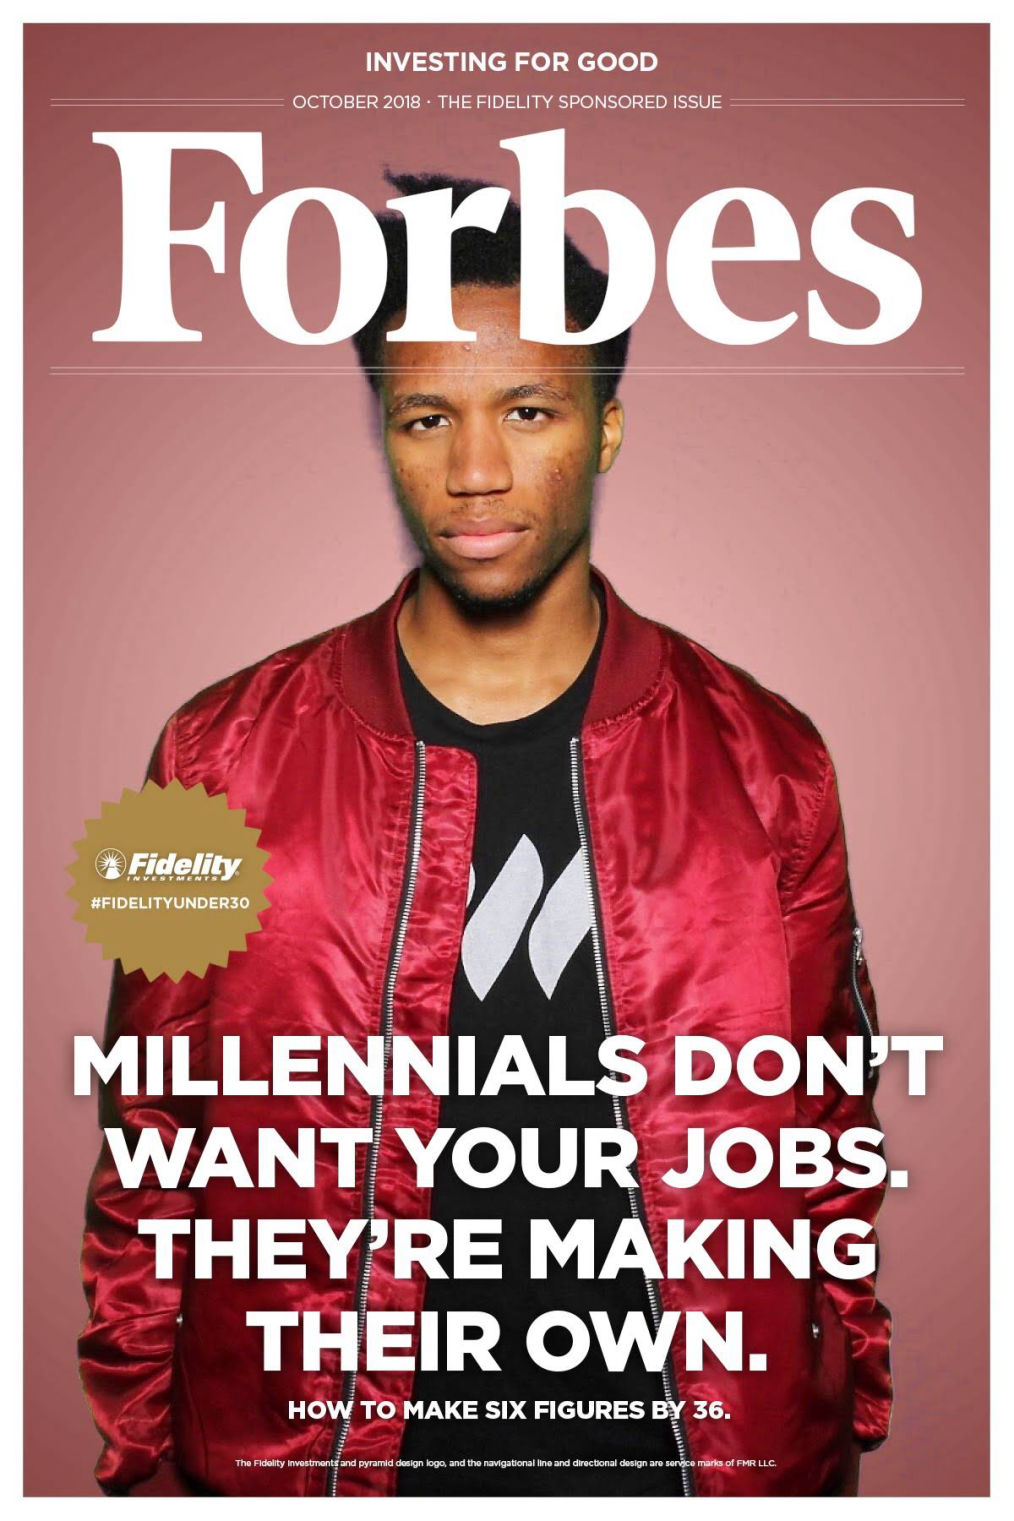 INVESTING FOR GOOD
OCTOBER 2018 · THE FIDELITY SPONSORED ISSUE
Forbes
Fidelity
INVESTMENTS
#FIDELITYUNDER30
MILLENNIALS DON’T
WANT YOUR JOBS.
THEY’RE MAKING
THEIR OWN.
HOW TO MAKE SIX FIGURES BY 36.
The Fidelity Investments and pyramid design logo, and the navigational line and directional design are service marks of FMR LLC.